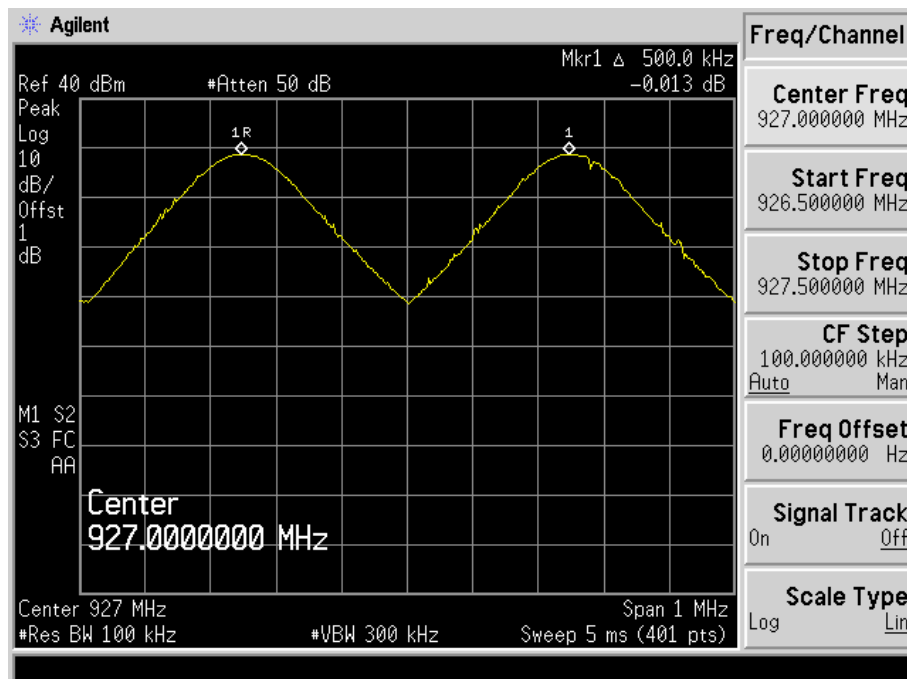 Agilent
Freq/Channel
Mkr1 Δ 500.0 kHz
Ref 40 dBm #Atten 50 dB -0.013 dB
Peak
Log
10
dB/
Offst
1
dB
1R
1
M1 S2
S3 FC
AA
Center
927.0000000 MHz
Center 927 MHz Span 1 MHz
#Res BW 100 kHz #VBW 300 kHz Sweep 5 ms (401 pts)
Center Freq
927.000000 MHz
Start Freq
926.500000 MHz
Stop Freq
927.500000 MHz
CF Step
100.000000 kHz
Auto Man
Freq Offset
0.00000000 Hz
Signal Track
On Off
Scale Type
Log Lin